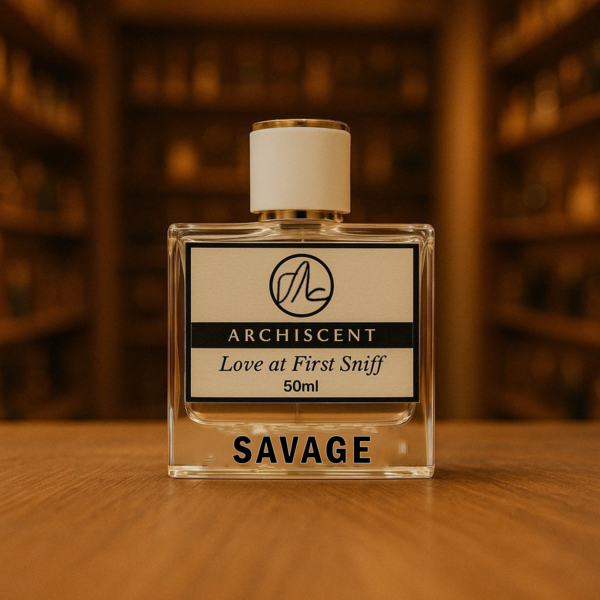 ARCHISCENT
Love at First Sniff
50ml
SAVAGE